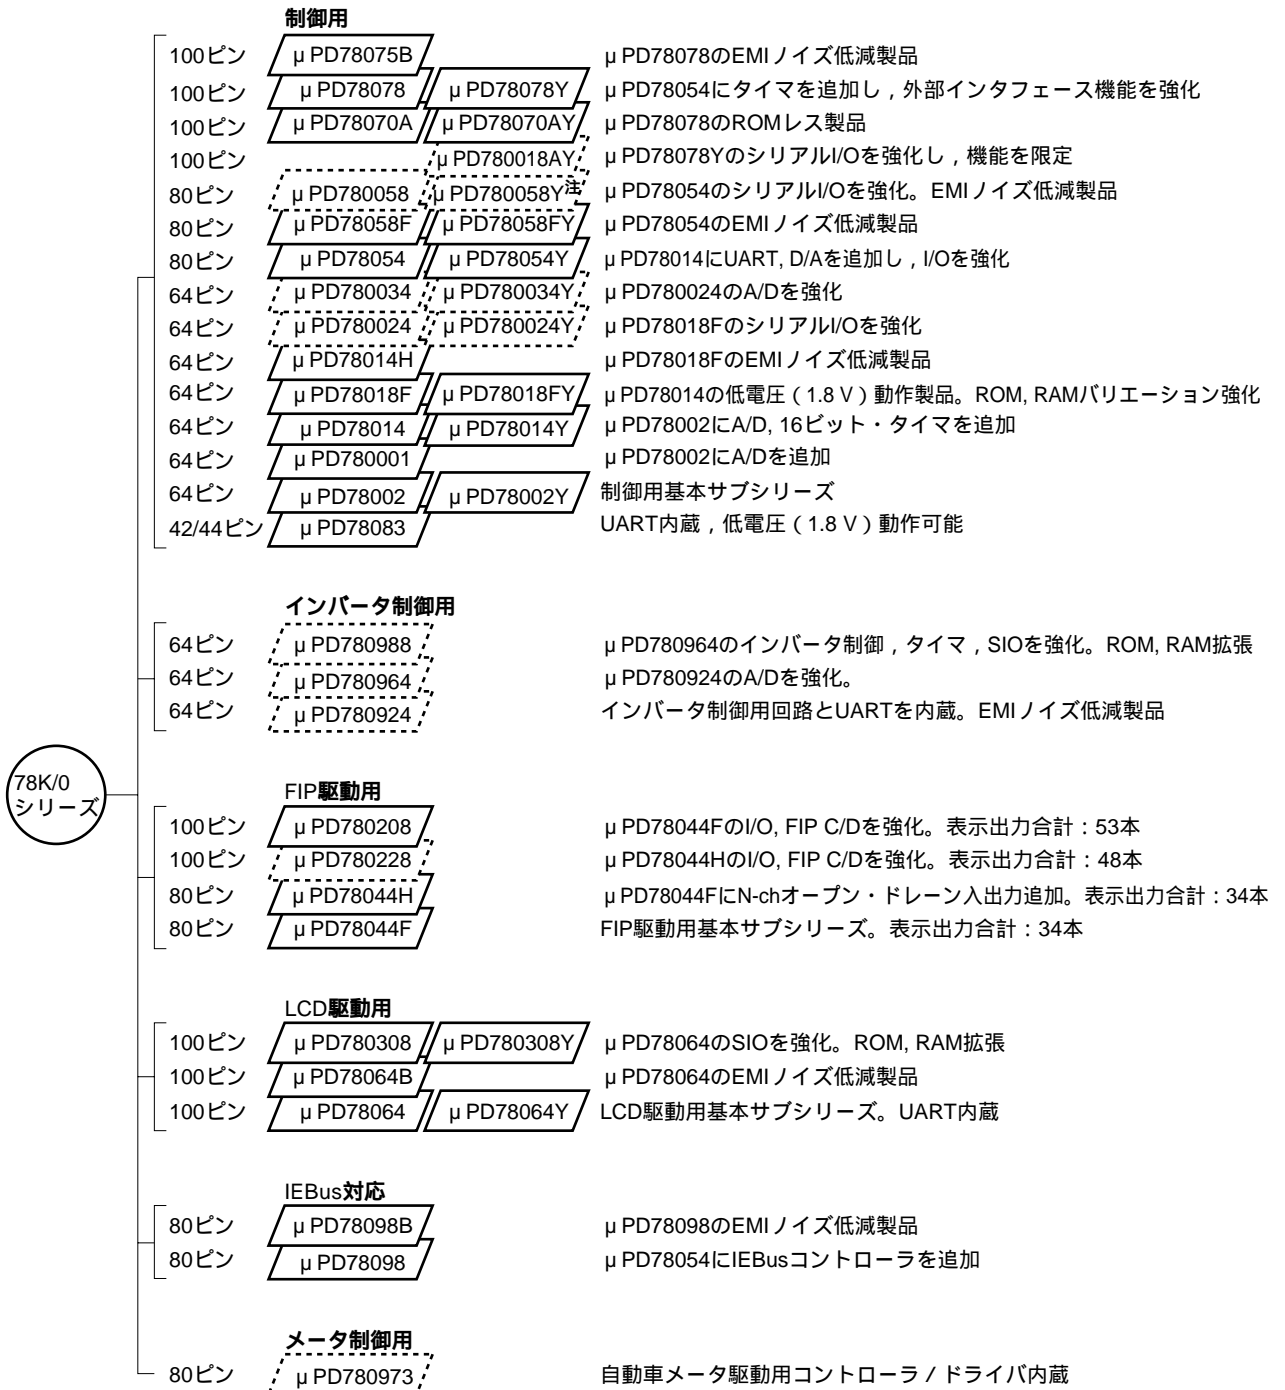 制御用
100ピン μPD78075B μPD78078のEMIノイズ低減製品
100ピン μPD78078 μPD78078Y μPD78054にタイマを追加し，外部インタフェース機能を強化
100ピン μPD78070A μPD78070AY μPD78078のROMレス製品
100ピン μPD780018AY μPD78078YのシリアルI/Oを強化し，機能を限定
80ピン μPD780058 μPD780058Y注 μPD78054のシリアルI/Oを強化。EMIノイズ低減製品
80ピン μPD78058F μPD78058FY μPD78054のEMIノイズ低減製品
80ピン μPD78054 μPD78054Y μPD78014にUART, D/Aを追加し，I/Oを強化
64ピン μPD780034 μPD780034Y μPD780024のA/Dを強化
64ピン μPD780024 μPD780024Y μPD78018FのシリアルI/Oを強化
64ピン μPD78014H μPD78018FのEMIノイズ低減製品
64ピン μPD78018F μPD78018FY μPD78014の低電圧（1.8 V）動作製品。ROM, RAMバリエーション強化
64ピン μPD78014 μPD78014Y μPD78002にA/D, 16ビット・タイマを追加
64ピン μPD780001 μPD78002にA/Dを追加
64ピン μPD78002 μPD78002Y 制御用基本サブシリーズ
42/44ピン μPD78083 UART内蔵，低電圧（1.8 V）動作可能
インバータ制御用
64ピン μPD780988 μPD780964のインバータ制御，タイマ，SIOを強化。ROM, RAM拡張
64ピン μPD780964 μPD780924のA/Dを強化。
64ピン μPD780924 インバータ制御用回路とUARTを内蔵。EMIノイズ低減製品
78K/0
シリーズ
FIP駆動用
100ピン μPD780208 μPD78044FのI/O, FIP C/Dを強化。表示出力合計：53本
100ピン μPD780228 μPD78044HのI/O, FIP C/Dを強化。表示出力合計：48本
80ピン μPD78044H μPD78044FにN-chオープン・ドレーン入出力追加。表示出力合計：34本
80ピン μPD78044F FIP駆動用基本サブシリーズ。表示出力合計：34本
LCD駆動用
100ピン μPD780308 μPD780308Y μPD78064のSIOを強化。ROM, RAM拡張
100ピン μPD78064B μPD78064のEMIノイズ低減製品
100ピン μPD78064 μPD78064Y LCD駆動用基本サブシリーズ。UART内蔵
IEBus対応
80ピン μPD78098B μPD78098のEMIノイズ低減製品
80ピン μPD78098 μPD78054にIEBusコントローラを追加
メータ制御用
80ピン μPD780973 自動車メータ駆動用コントローラ／ドライバ内蔵